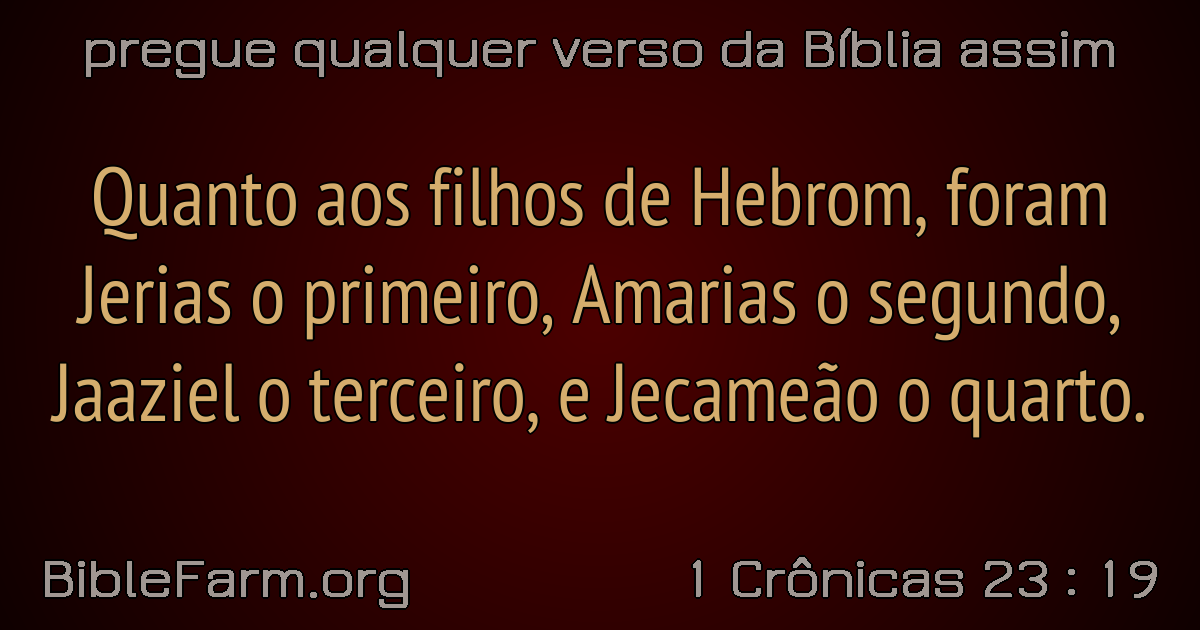 pregue qualquer verso da Bíblia assim
Quanto aos filhos de Hebrom, foram
Jerias o primeiro, Amarias o segundo,
Jaaziel o terceiro, e Jecameão o quarto.
BibleFarm.org
1 Crônicas 23 : 19